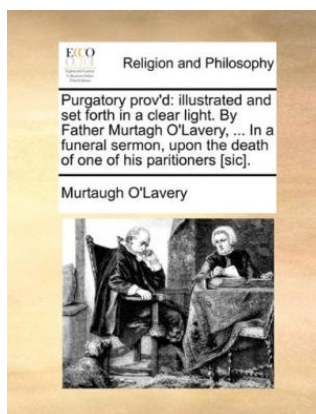 ECCO
Religion and Philosophy
Purgatory prov'd: illustrated and
set forth in a clear light. By
Father Murtagh O'Lavery, ... In a
funeral sermon, upon the death
of one of his paritioners [sic].
Murtaugh O'Lavery